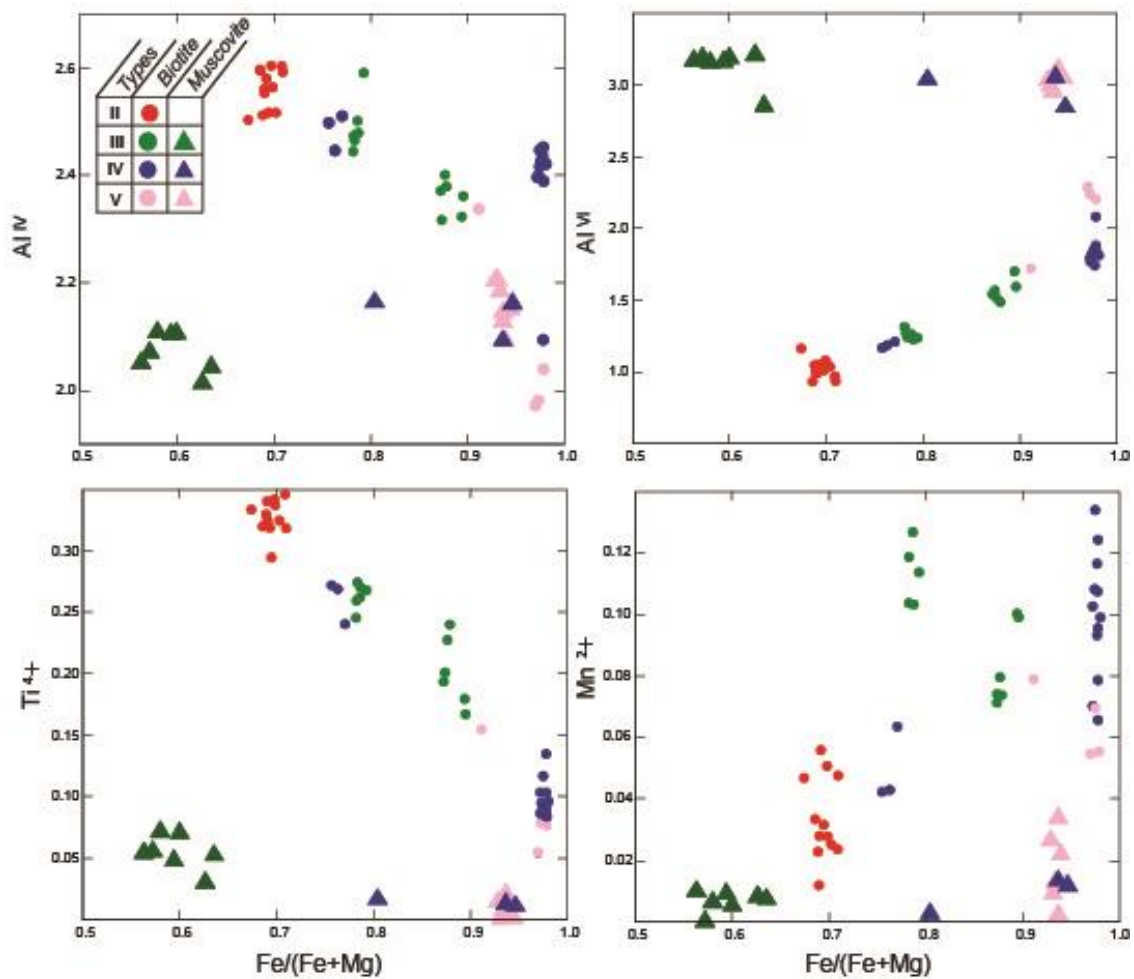 Types Biotite Muscovite
II
III
IV
V
Al IV
2.6
2.4
2.2
2.0
0.5 0.6 0.7 0.8 0.9 1.0
Al VI
3.0
2.5
2.0
1.5
1.0
0.5 0.6 0.7 0.8 0.9 1.0
Ti 4+
0.30
0.25
0.20
0.15
0.10
0.05
0.5 0.6 0.7 0.8 0.9 1.0
Fe/(Fe+Mg)
Mn 2+
0.12
0.10
0.08
0.06
0.04
0.02
0.5 0.6 0.7 0.8 0.9 1.0
Fe/(Fe+Mg)